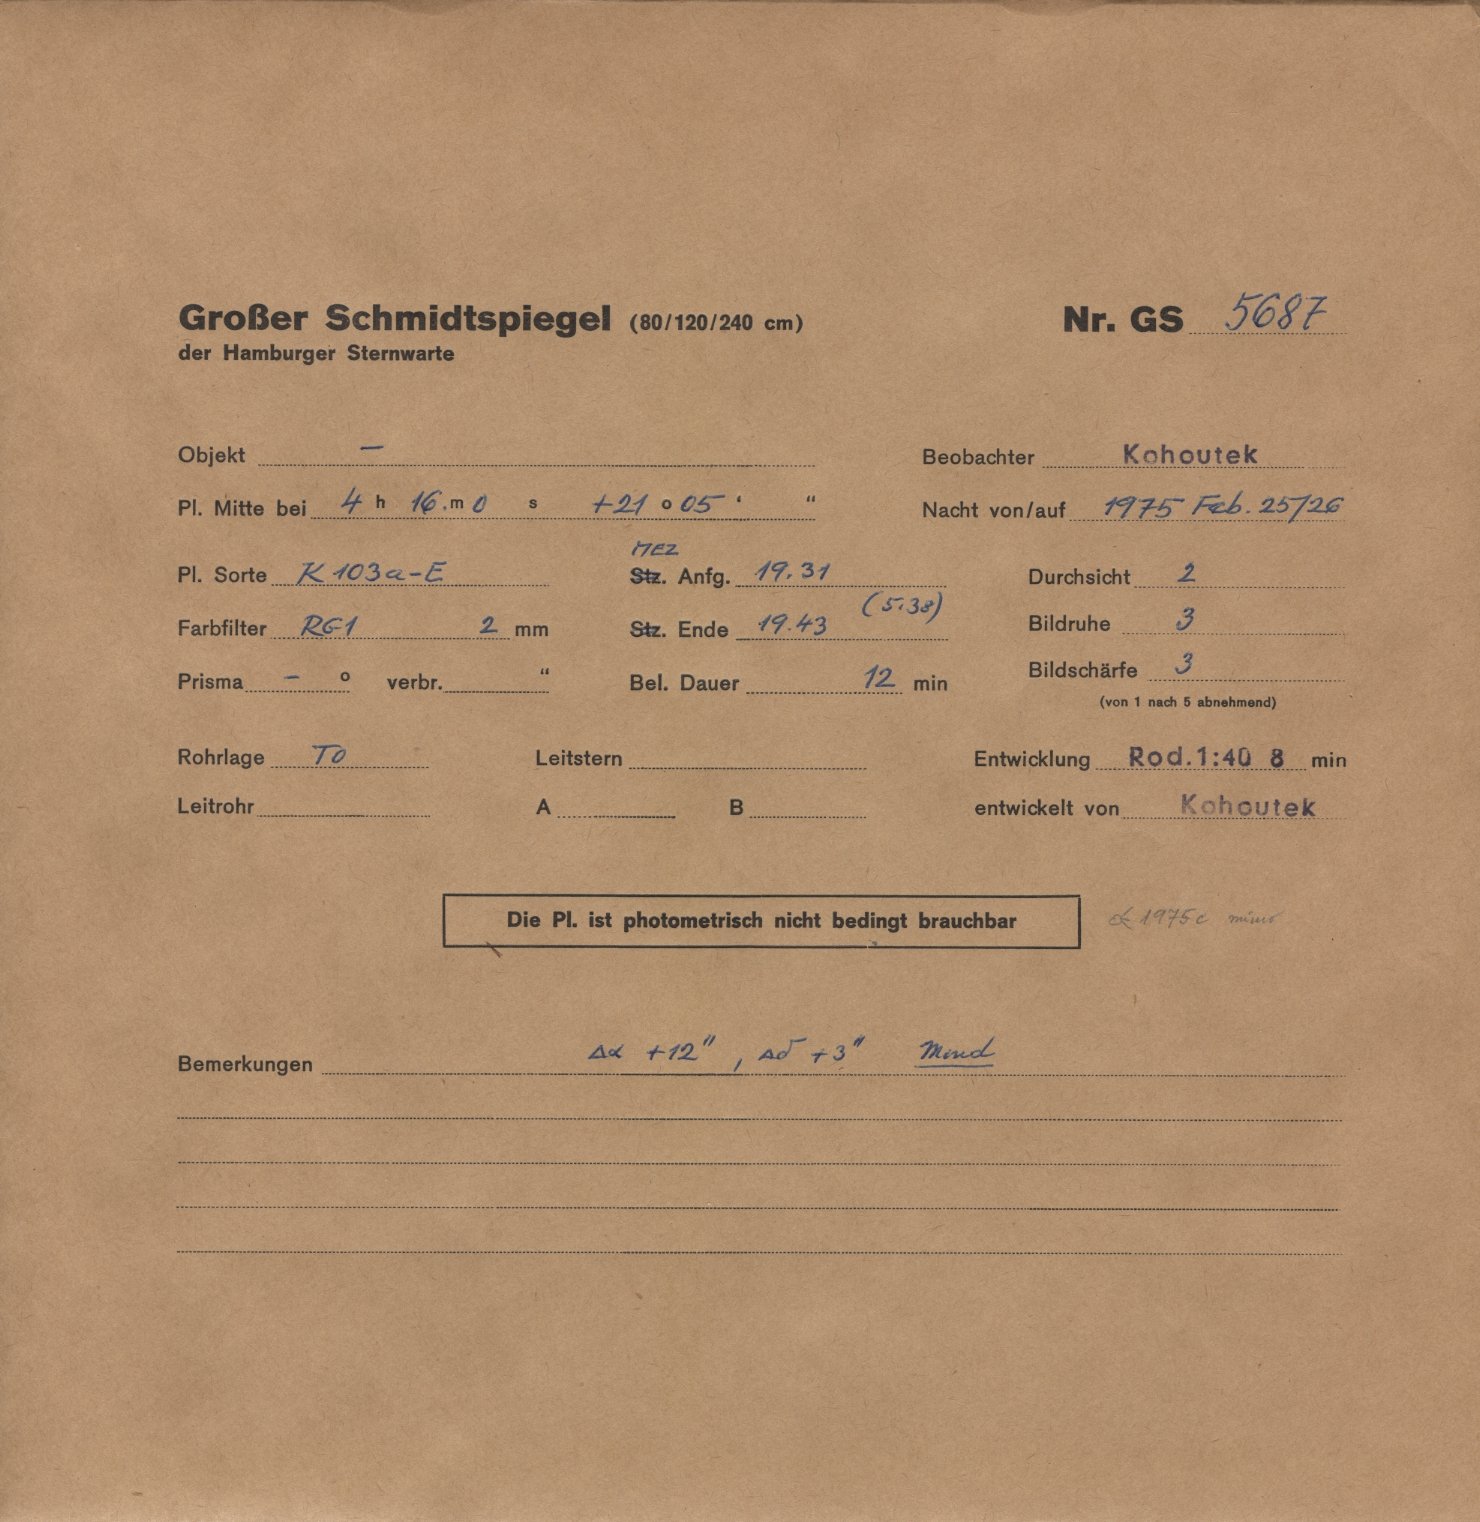 Großer Schmidtspiegel (80/120/240 cm) Nr. GS 5687
der Hamburger Sternwarte
Objekt — Beobachter Kohoutek
Pl. Mitte bei 4 h 16. m 0 s +21 o 05 ‘ “ Nacht von/auf 1975 Feb. 25/26
MEZ
Pl. Sorte K 103a-E Stz. Anfg. 19.31 Durchsicht 2
(5.38)
Farbfilter RG1 2 mm Stz. Ende 19.43 Bildruhe 3
Prisma — o verbr. “ Bel. Dauer 12 min Bildschärfe 3
(von 1 nach 5 abnehmend)
Rohrlage TO Leitstern Entwicklung Rod.1:40 8 min
Leitrohr A B entwickelt von Kohoutek
Die Pl. ist photometrisch nicht bedingt brauchbar 1975c
Bemerkungen Δα +12", Δδ +3" Mond